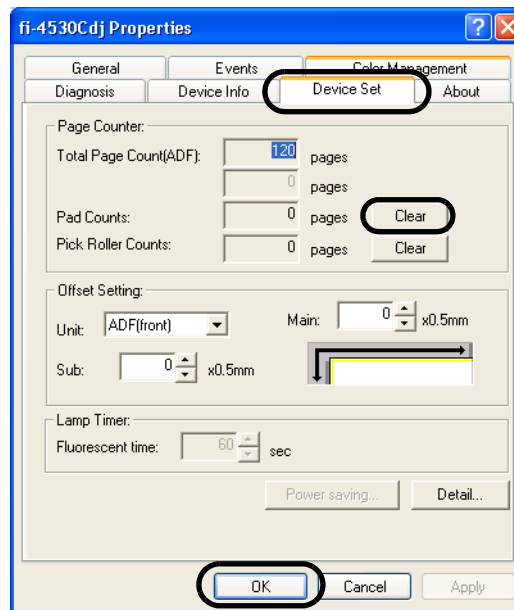 fi-4530Cdj Properties
General Events Color Management
Diagnosis Device Info Device Set About
Page Counter:
Total Page Count(ADF): 120 pages
0 pages
Pad Counts: 0 pages Clear
Pick Roller Counts: 0 pages Clear
Offset Setting:
Unit: ADF(front) Main: 0 x0.5mm
Sub: 0 x0.5mm
Lamp Timer:
Fluorescent time: 60 sec
Power saving... Detail...
OK Cancel Apply